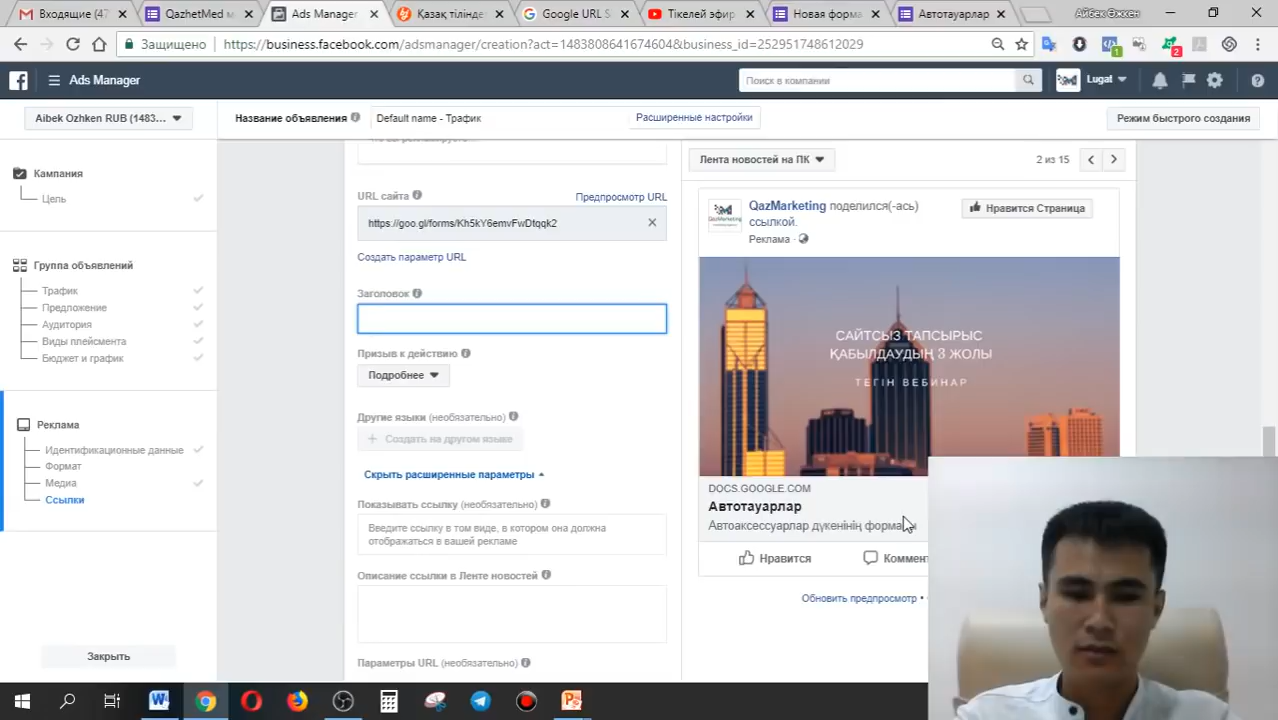 Входящие (47
QazhetMed м
Ads Manager
Қазақ тілінде
Google URL S
Тікелей эфир
Новая форма
Автотауарлар
Айбек Өжкен
Защищено
https://business.facebook.com/adsmanager/creation?act=1483808641674604&business_id=252951748612029
Ads Manager
Поиск в компании
Lugat
Aibek Ozhken RUB (1483...
Название объявления
Default name - Трафик
Расширенные настройки
Режим быстрого создания
Кампания
Цель
Группа объявлений
Трафик
Предложение
Аудитория
Виды плейсмента
Бюджет и график
Реклама
Идентификационные данные
Формат
Медиа
Ссылки
Закрыть
URL сайта
Предпросмотр URL
https://goo.gl/forms/Kh5kY6emvFwDtqqk2
Создать параметр URL
Заголовок
Призыв к действию
Подробнее
Другие языки (необязательно)
+ Создать на другом языке
Скрыть расширенные параметры
Показывать ссылку (необязательно)
Введите ссылку в том виде, в котором она должна
отображаться в вашей рекламе
Описание ссылки в Ленте новостей
Параметры URL (необязательно)
Лента новостей на ПК
2 из 15
QazMarketing поделился(-ась)
ссылкой.
Реклама
Нравится Страница
САЙТСЫЗ ТАПСЫРЫС
ҚАБЫЛДАУДЫҢ 3 ЖОЛЫ
ТЕГІН ВЕБИНАР
DOCS.GOOGLE.COM
Автотауарлар
Автоаксессуарлар дүкенінің форма
Нравится
Коммент
Обновить предпросмотр •